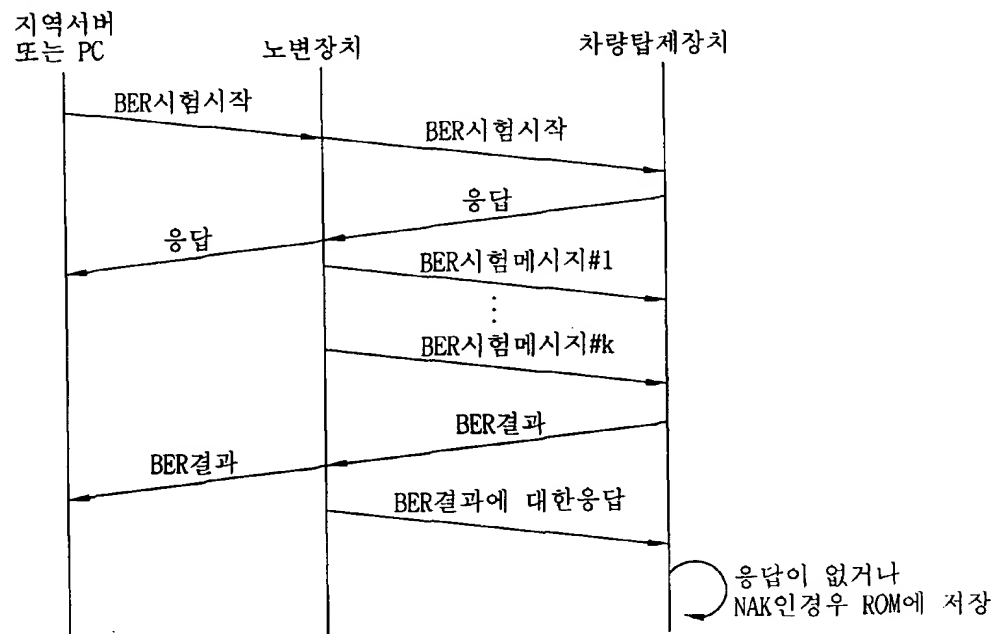 지역서버
또는 PC
노변장치
차량탑제장치
BER시험시작
BER시험시작
응답
응답
BER시험메시지#1
BER시험메시지#k
BER결과
BER결과
BER결과에 대한응답
응답이 없거나
NAK인경우 ROM에 저장